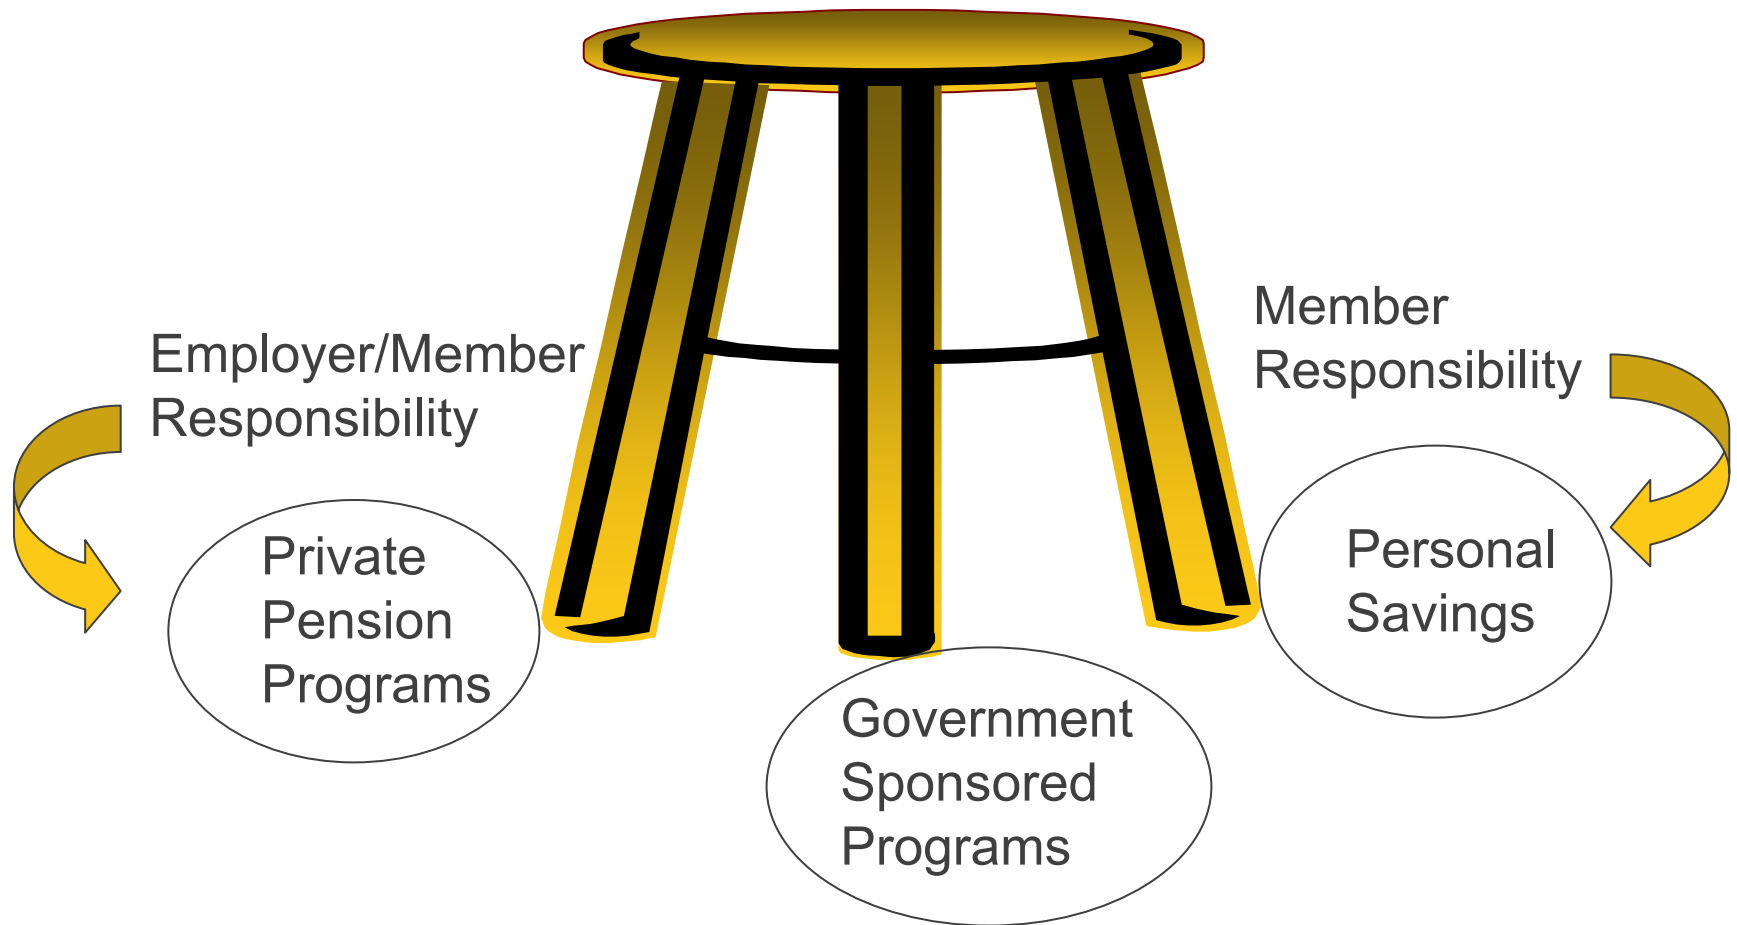 Employer/Member
Responsibility
Private
Pension
Programs
Government
Sponsored
Programs
Member
Responsibility
Personal
Savings